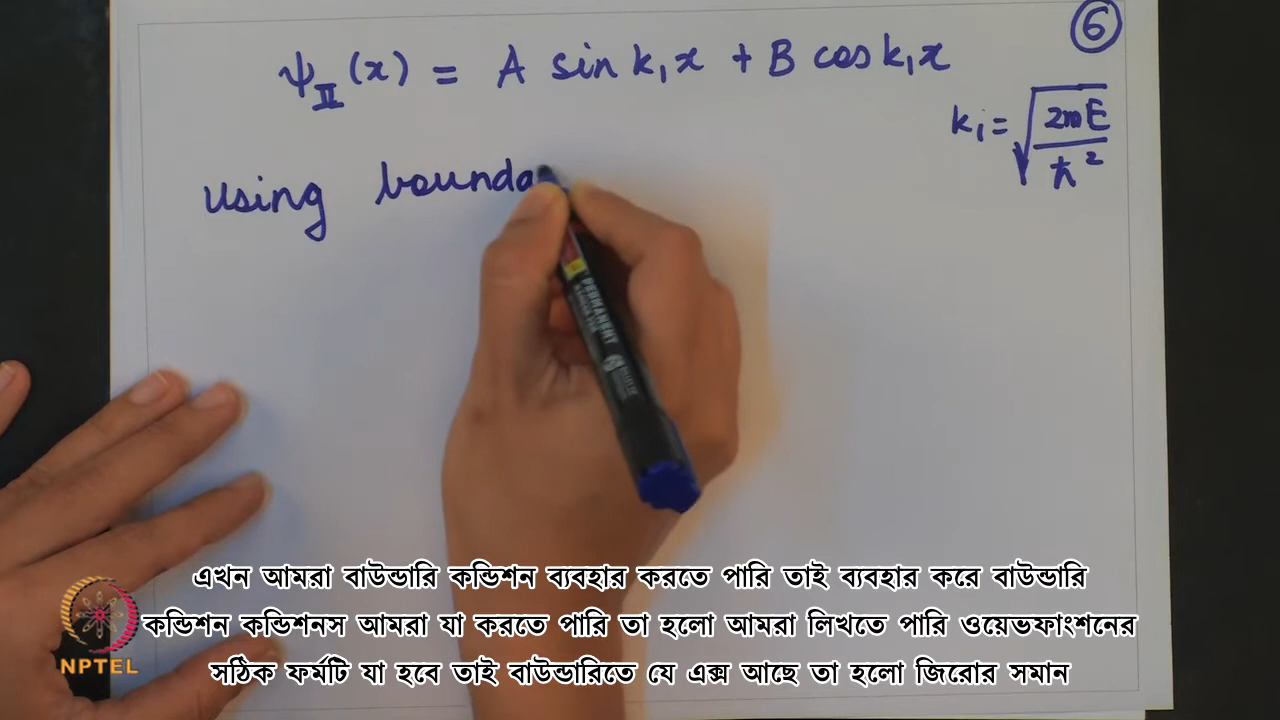 6
ψ_II (x) = A sin k₁x + B cos k₁x
k₁ = √(2mE / ħ²)
using bounda
PERMANENT
এখন আমরা বাউন্ডারি কন্ডিশন ব্যবহার করতে পারি তাই ব্যবহার করে বাউন্ডারি
কন্ডিশন কন্ডিশনস আমরা যা করতে পারি তা হলো আমরা লিখতে পারি ওয়েভফাংশনের
সঠিক ফর্মটি যা হবে তাই বাউন্ডারিতে যে এক্স আছে তা হলো জিরোর সমান
NPTEL